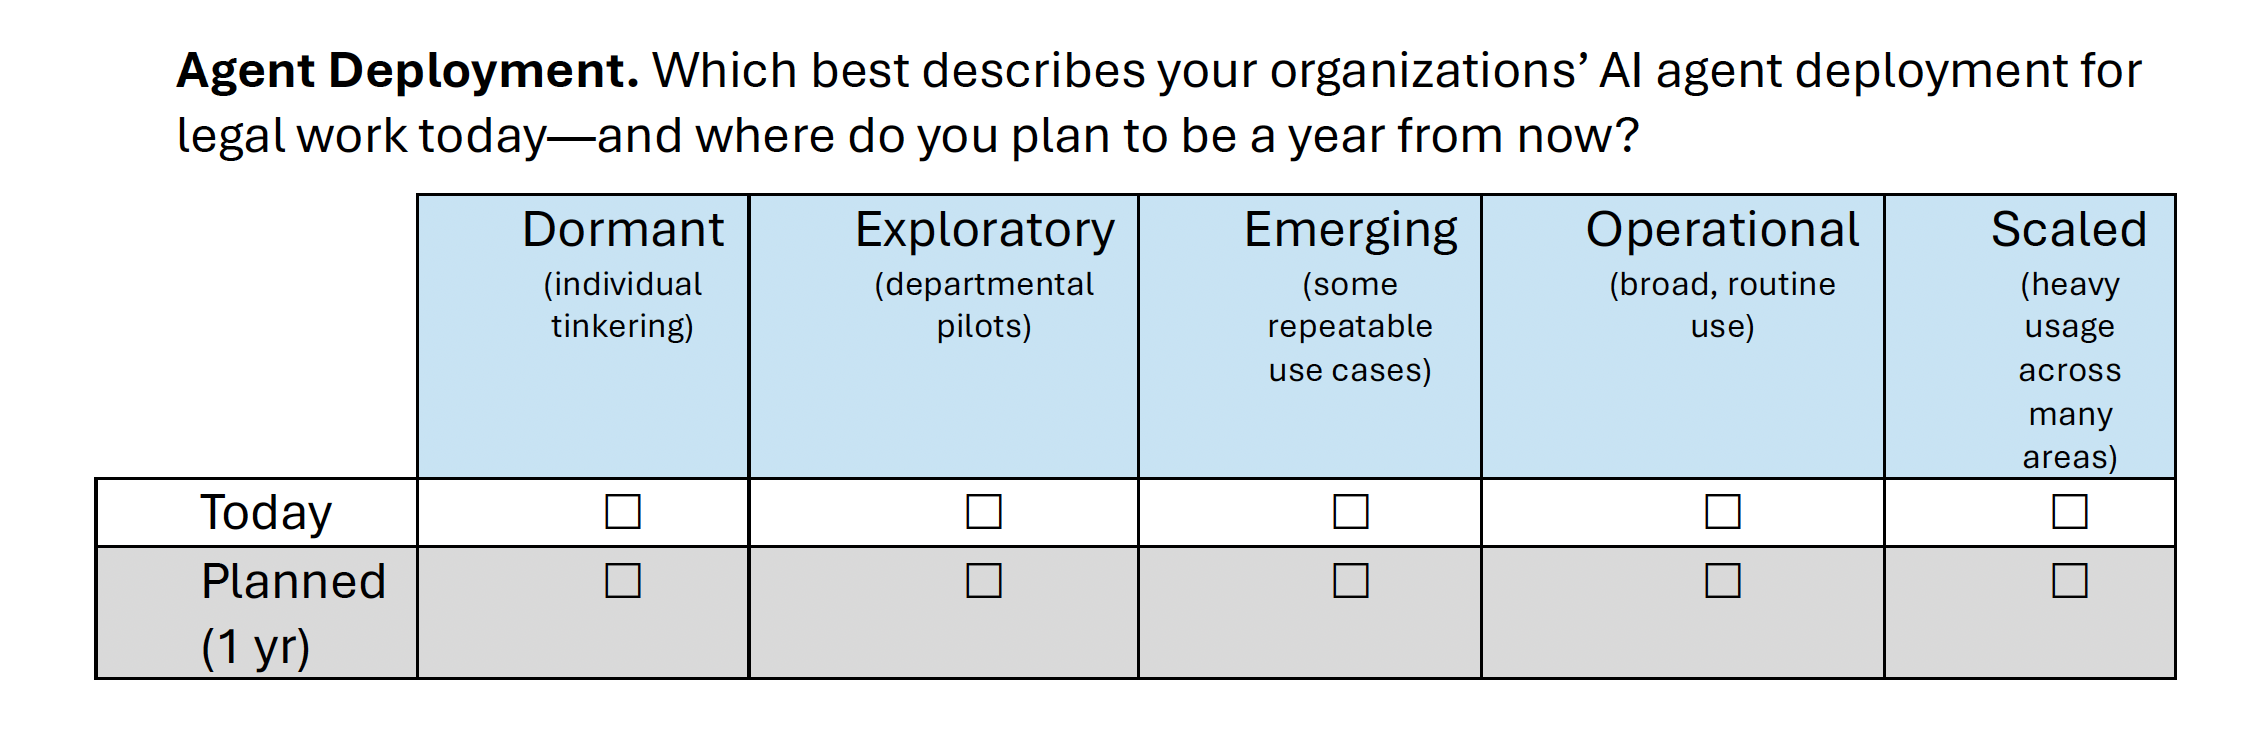 Agent Deployment. Which best describes your organizations’ AI agent deployment for
legal work today—and where do you plan to be a year from now?
Dormant
(individual
tinkering)
Exploratory
(departmental
pilots)
Emerging
(some
repeatable
use cases)
Operational
(broad, routine
use)
Scaled
(heavy
usage
across
many
areas)
Today ☐ ☐ ☐ ☐ ☐
Planned ☐ ☐ ☐ ☐ ☐
(1 yr)